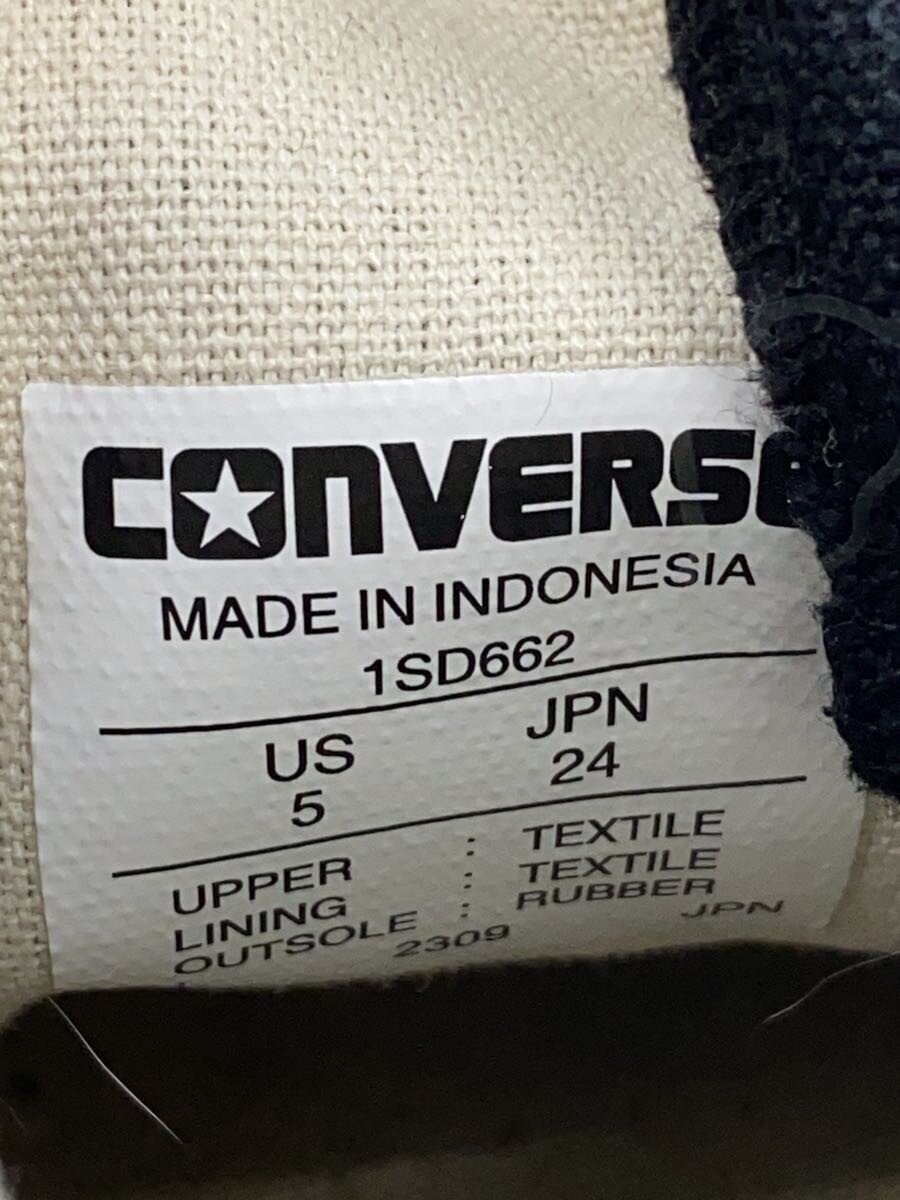 CONVERSE
MADE IN INDONESIA
1SD662
US JPN
5 24
UPPER : TEXTILE
LINING : TEXTILE
OUTSOLE : RUBBER
2309 JPN